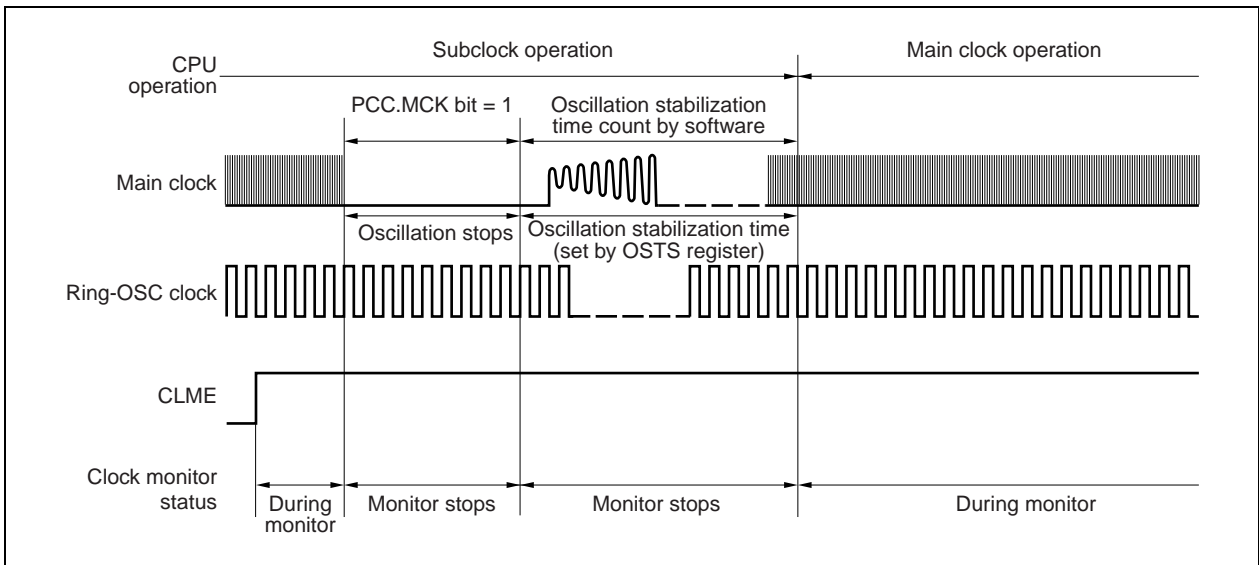 CPU
operation
Subclock operation
Main clock operation
PCC.MCK bit = 1
Oscillation stabilization
time count by software
Main clock
Oscillation stops
Oscillation stabilization time
(set by OSTS register)
Ring-OSC clock
CLME
Clock monitor
status
During
monitor
Monitor stops
Monitor stops
During monitor